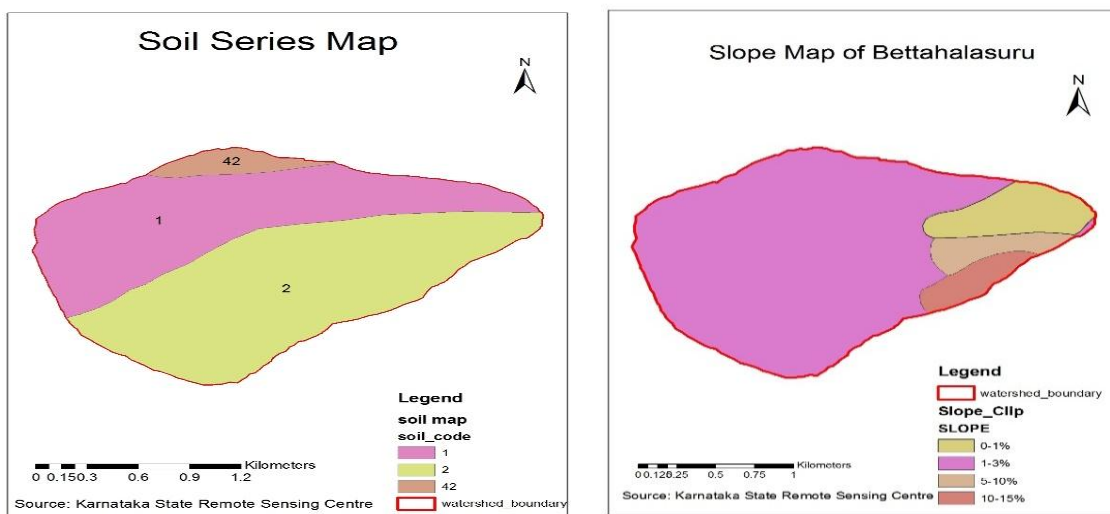 Soil Series Map
N
42
1
2
Legend
soil map
soil_code
1
2
42
watershed_boundary
Kilometers
0 0.150.3 0.6 0.9 1.2
Source: Karnataka State Remote Sensing Centre
Slope Map of Bettahalasuru
N
Legend
watershed_boundary
Slope_Clip
SLOPE
0-1%
1-3%
5-10%
10-15%
Kilometers
0 0.1250.25 0.5 0.75 1
Source: Karnataka State Remote Sensing Centre